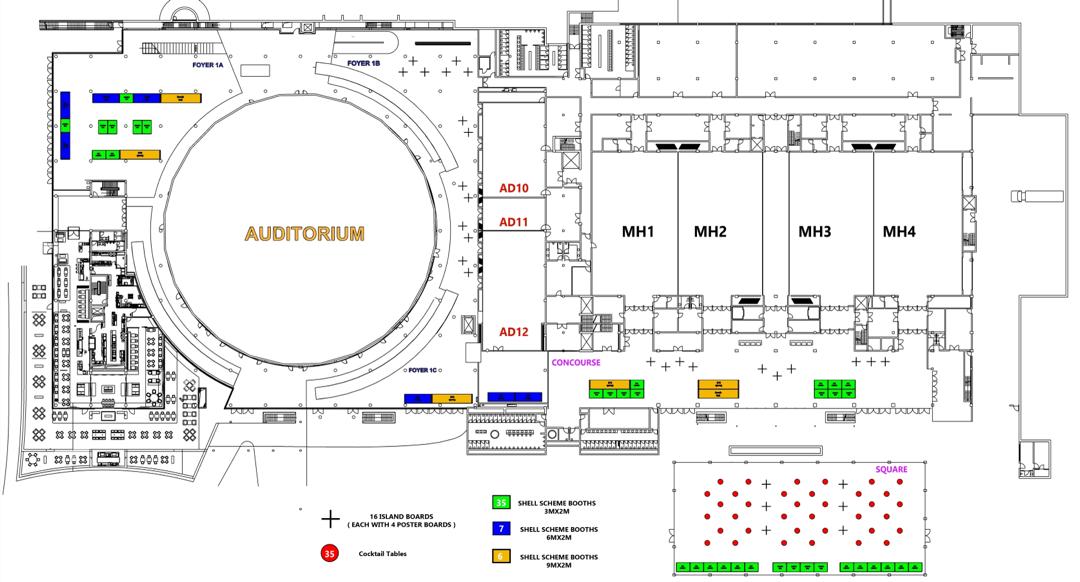 FOYER 1A
FOYER 1B
AUDITORIUM
AD10
AD11
AD12
MH1
MH2
MH3
MH4
CONCOURSE
FOYER 1C
SQUARE
16 ISLAND BOARDS
( EACH WITH 4 POSTER BOARDS )
35
Cocktail Tables
35
SHELL SCHEME BOOTHS
3MX2M
7
SHELL SCHEME BOOTHS
6MX2M
6
SHELL SCHEME BOOTHS
9MX2M